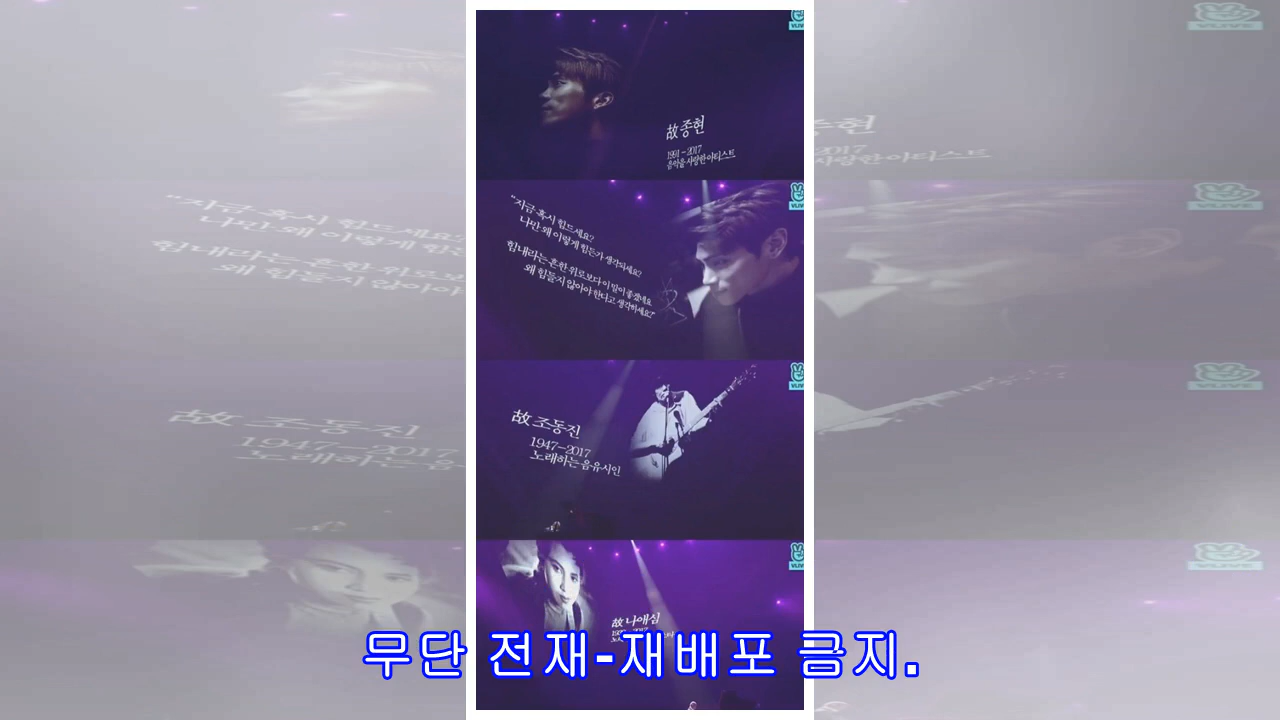 故 종현
1991 - 2017
음악을 사랑한 아티스트
“지금 혹시 힘드세요?
나만 왜 이렇게 힘든가 생각되세요?
힘내라는 흔한 위로보다 이 말이 좋겠네요
왜 힘들지 않아야 한다고 생각하세요?”
故 조동진
1947-2017
노래하는 음유시인
故 나애심
무단 전재-재배포 금지.